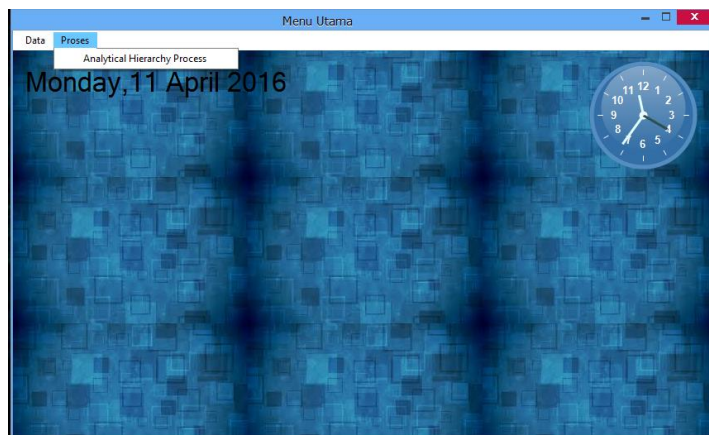 Menu Utama
Data Proses
Analytical Hierarchy Process
Monday,11 April 2016
12
11 1
10 2
9 3
8 4
7 5
6